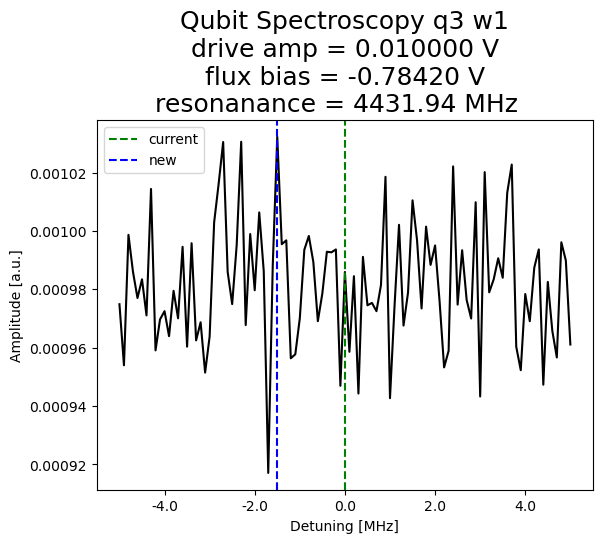 Qubit Spectroscopy q3 w1
drive amp = 0.010000 V
flux bias = -0.78420 V
resonanance = 4431.94 MHz
current
new
0.00102
0.00100
0.00098
0.00096
0.00094
0.00092
Amplitude [a.u.]
-4.0 -2.0 0.0 2.0 4.0
Detuning [MHz]